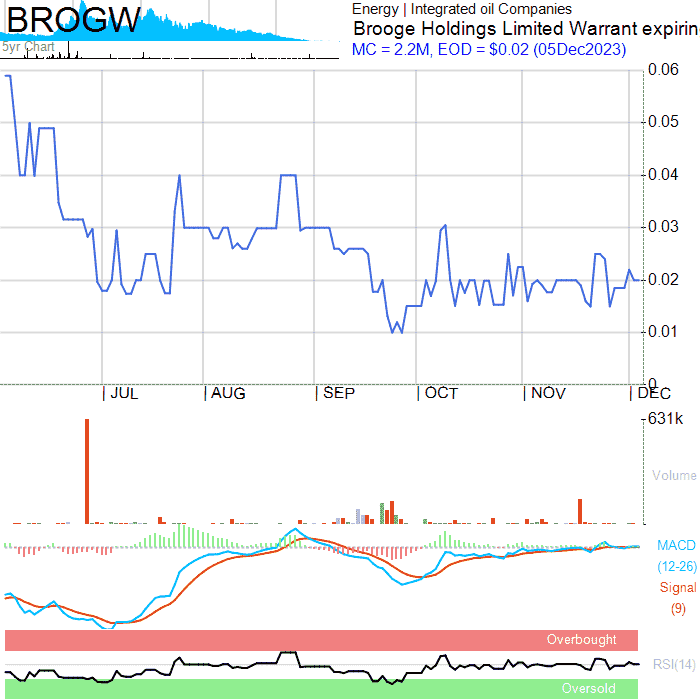 BROGW
5yr Chart
Energy | Integrated oil Companies
Brooge Holdings Limited Warrant expirin
MC = 2.2M, EOD = $0.02 (05Dec2023)
0.06
0.05
0.04
0.03
0.02
0.01
0
JUL AUG SEP OCT NOV DEC
631k
Volume
MACD
(12-26)
Signal
(9)
Overbought
RSI(14)
Oversold